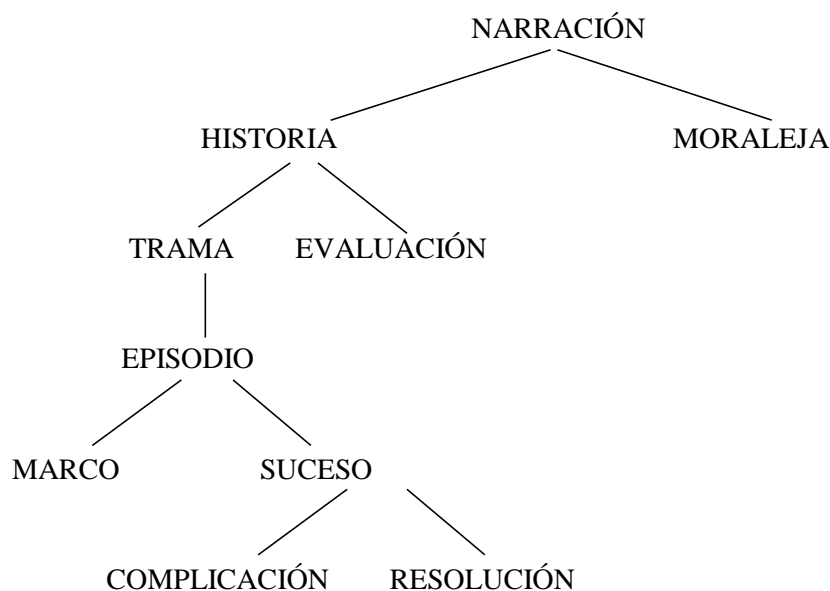 NARRACIÓN
HISTORIA MORALEJA
TRAMA EVALUACIÓN
EPISODIO
MARCO SUCESO
COMPLICACIÓN RESOLUCIÓN